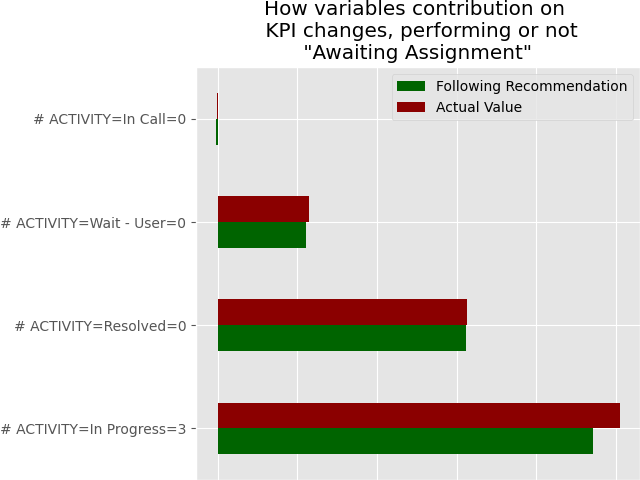 How variables contribution on
KPI changes, performing or not
"Awaiting Assignment"
Following Recommendation
Actual Value
# ACTIVITY=In Call=0
# ACTIVITY=Wait - User=0
# ACTIVITY=Resolved=0
# ACTIVITY=In Progress=3